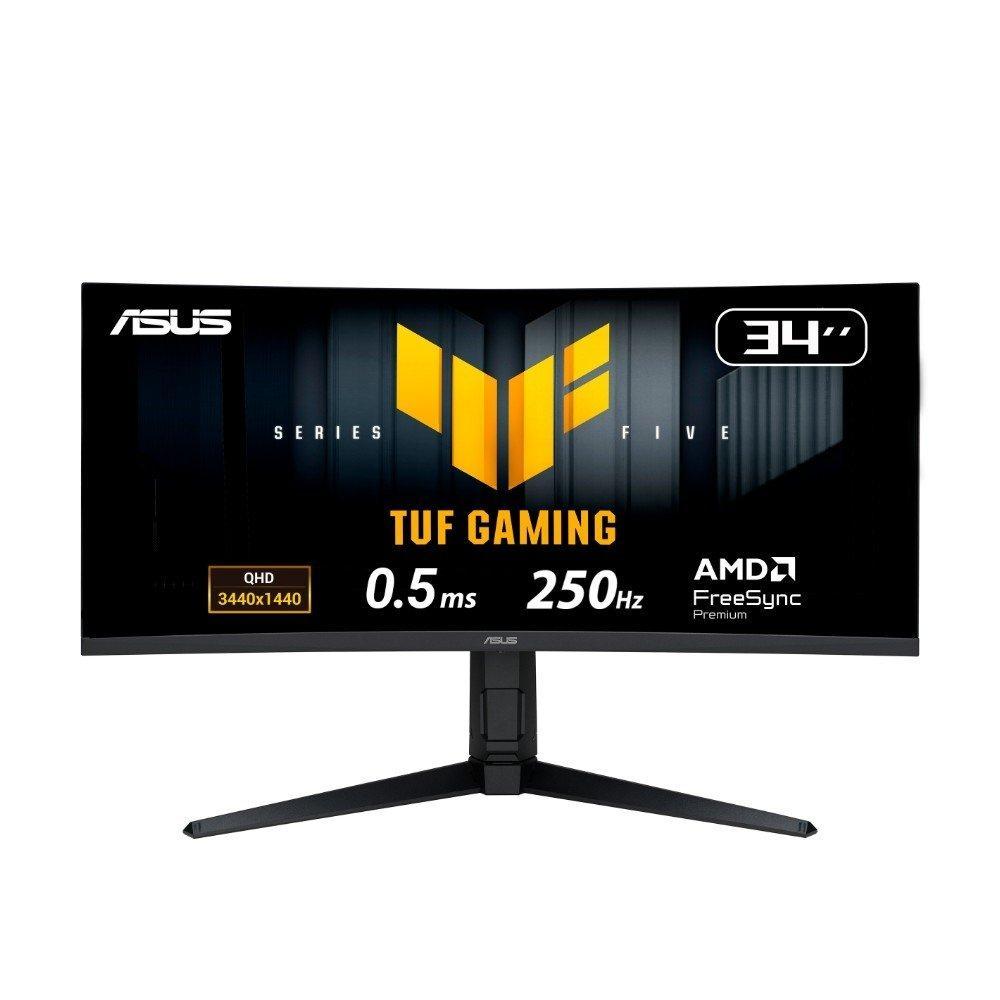 ASUS
34’’
SERIES FIVE
TUF GAMING
QHD
3440x1440
0.5ms
250Hz
AMD
FreeSync
Premium
ASUS